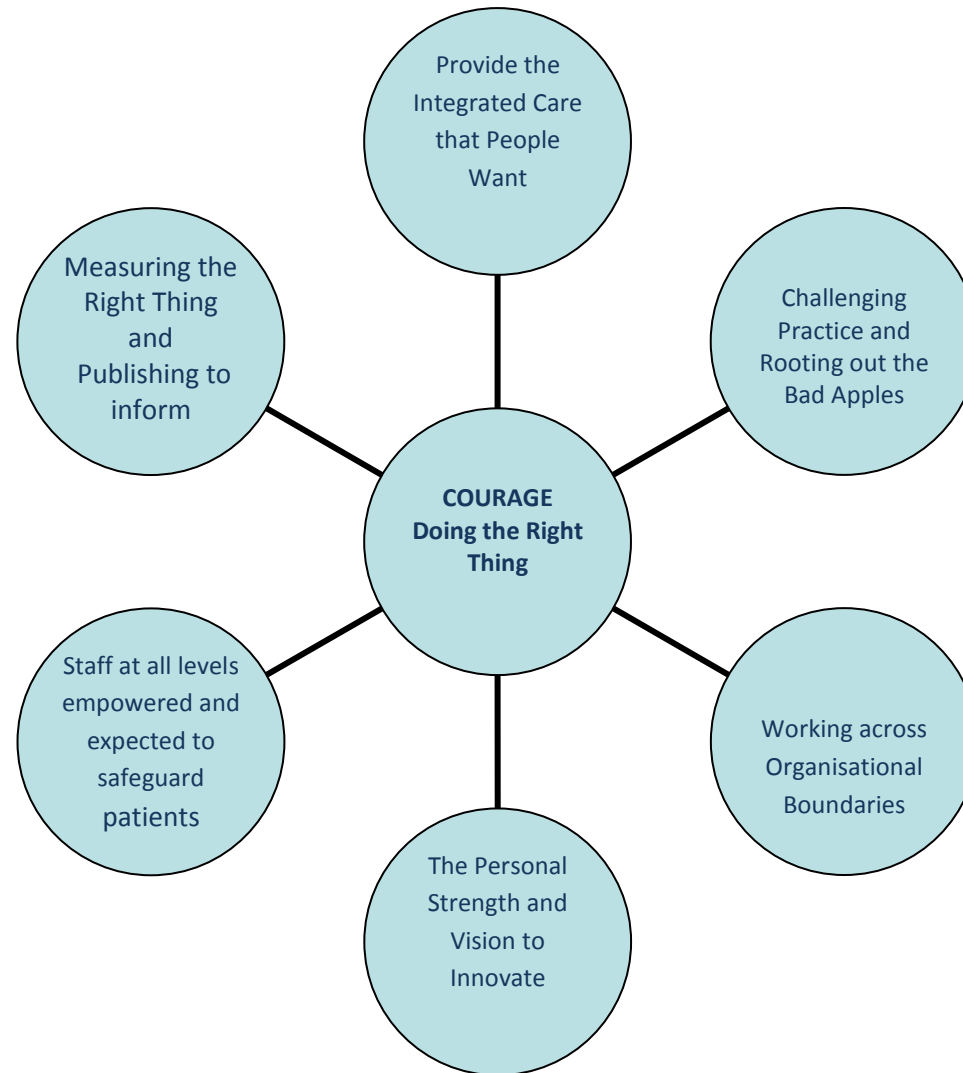 Provide the
Integrated Care
that People
Want
Measuring the
Right Thing
and
Publishing to
inform
Challenging
Practice and
Rooting out the
Bad Apples
COURAGE
Doing the Right
Thing
Staff at all levels
empowered and
expected to
safeguard
patients
Working across
Organisational
Boundaries
The Personal
Strength and
Vision to
Innovate